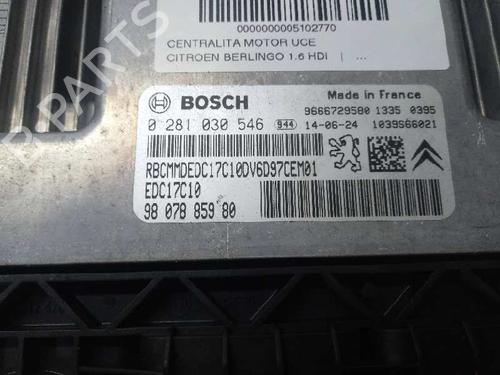 0000000005102770
CENTRALITA MOTOR UCE
CITROEN BERLINGO 1.6 HDI | ...
BOSCH
Made in France
9666729580 1335 0395
0 281 030 546 944 14-06-24 1039S66021
RBCMMDEDC17C10DV6D97CEM01
EDC17C10
98 078 859 80